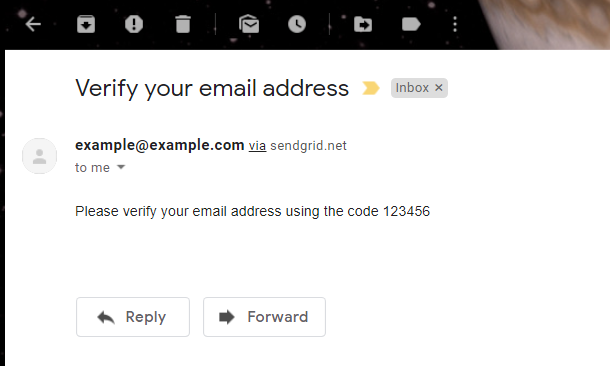 Verify your email address Inbox ×
example@example.com via sendgrid.net
to me
Please verify your email address using the code 123456
Reply Forward